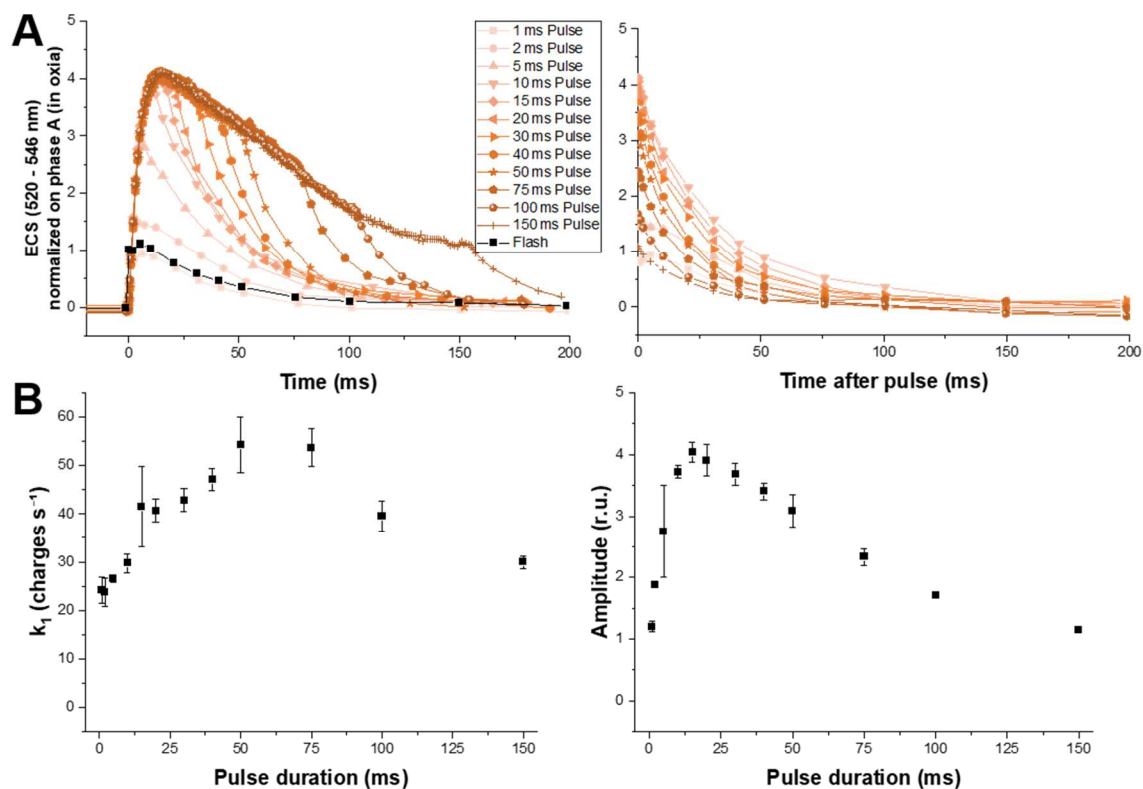 A
ECS (520 - 546 nm)
normalized on phase A (in oxia)
5
4
3
2
1
0
0
50
100
150
200
Time (ms)
1 ms Pulse
2 ms Pulse
5 ms Pulse
10 ms Pulse
15 ms Pulse
20 ms Pulse
30 ms Pulse
40 ms Pulse
50 ms Pulse
75 ms Pulse
100 ms Pulse
150 ms Pulse
Flash
5
4
3
2
1
0
0
25
50
75
100
125
150
200
Time after pulse (ms)
B
k₁ (charges s⁻¹)
60
50
40
30
20
10
0
0
25
50
75
100
125
150
Pulse duration (ms)
Amplitude (r.u.)
5
4
3
2
1
0
0
25
50
75
100
125
150
Pulse duration (ms)